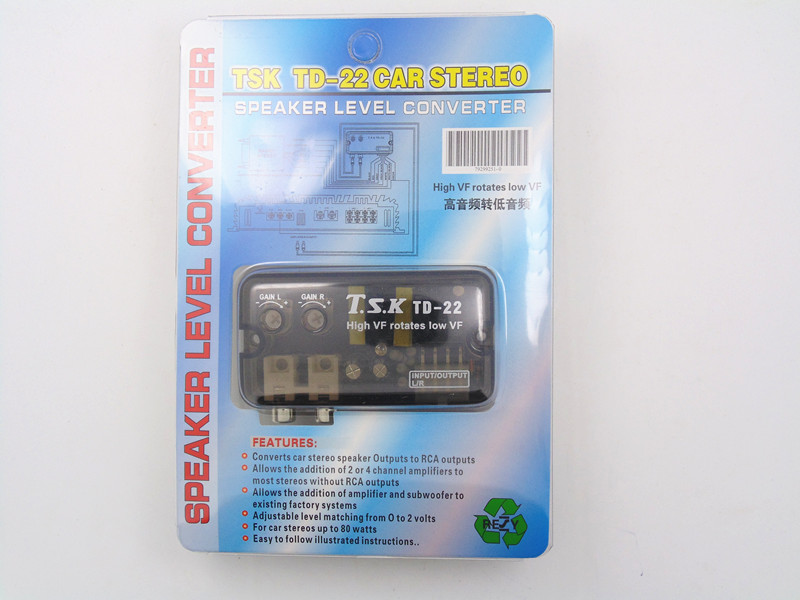 SPEAKER LEVEL CONVERTER
TSK TD-22 CAR STEREO
SPEAKER LEVEL CONVERTER
High VF rotates low VF
高音频转低音频
GAIN L
GAIN R
T.S.K TD-22
High VF rotates low VF
INPUT/OUTPUT
L/R
FEATURES:
Converts car stereo speaker Outputs to RCA outputs
Allows the addition of 2 or 4 channel amplifiers to
most stereos without RCA outputs
Allows the addition of amplifier and subwoofer to
existing factory systems
Adjustable level matching from O to 2 volts
For car stereos up to 80 watts
Easy to follow illustrated instructions..
RESY